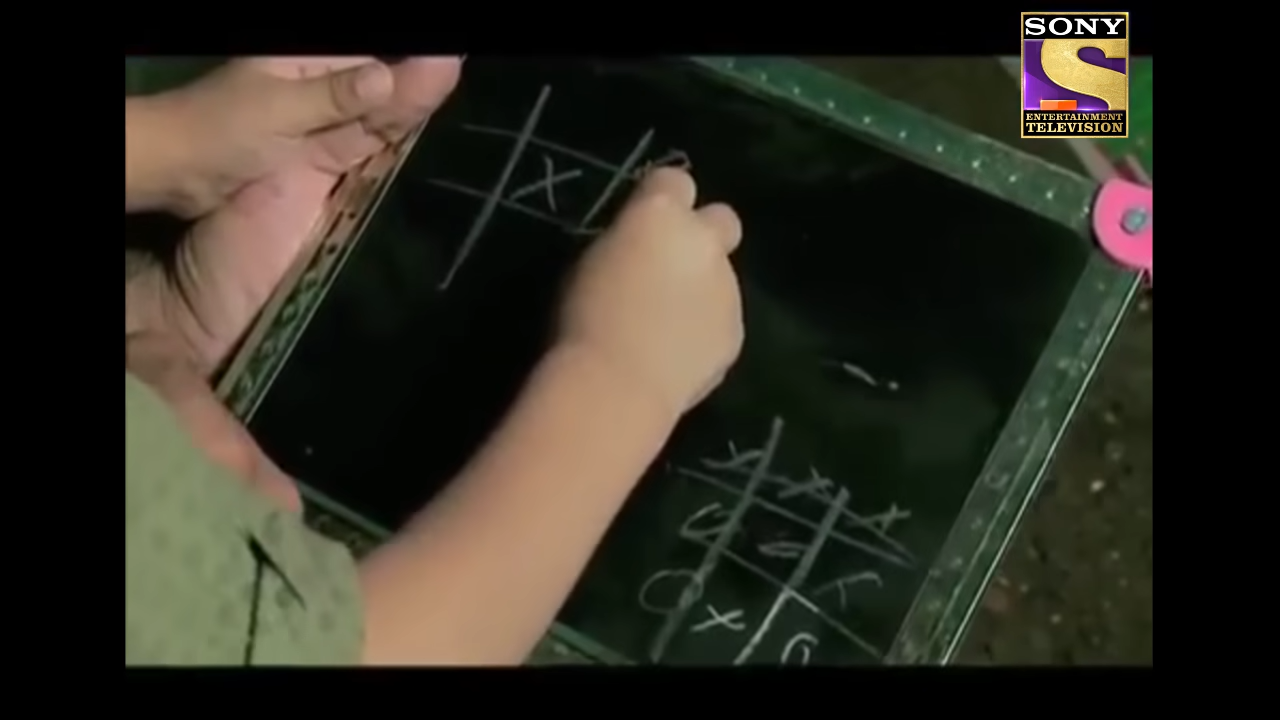 SONY
ENTERTAINMENT
TELEVISION
X
X X X
O O X
O X O